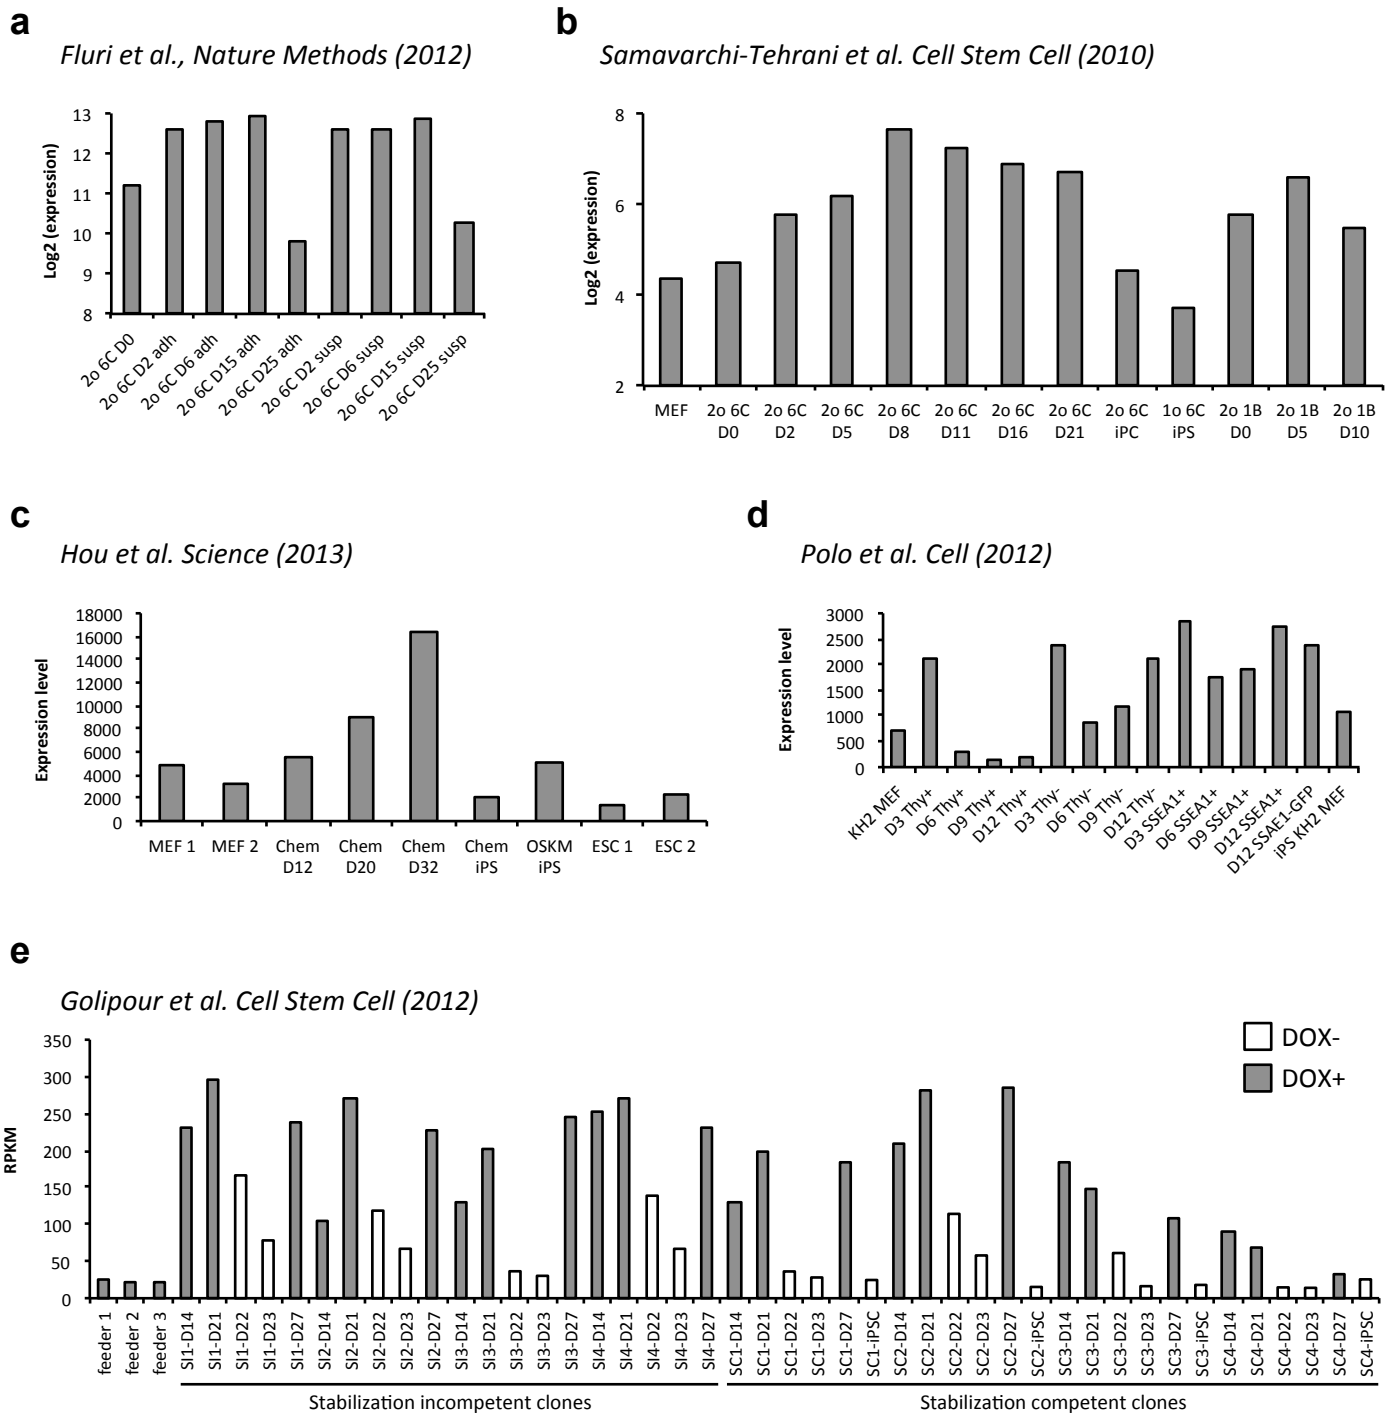 a
Fluri et al., Nature Methods (2012)
Log2 (expression)
13
12
11
10
9
8
2o 6C D0
2o 6C D2 adh
2o 6C D6 adh
2o 6C D15 adh
2o 6C D25 adh
2o 6C D2 susp
2o 6C D6 susp
2o 6C D15 susp
2o 6C D25 susp
b
Samavarchi-Tehrani et al. Cell Stem Cell (2010)
Log2 (expression)
8
6
4
2
MEF 2o 6C 2o 6C 2o 6C 2o 6C 2o 6C 2o 6C 2o 6C 2o 6C 1o 6C 2o 1B 2o 1B 2o 1B
D0 D2 D5 D8 D11 D16 D21 iPC iPS D0 D5 D10
c
Hou et al. Science (2013)
Expression level
18000
16000
14000
12000
10000
8000
6000
4000
2000
0
MEF 1 MEF 2 Chem Chem Chem Chem OSKM ESC 1 ESC 2
D12 D20 D32 iPS iPS
d
Polo et al. Cell (2012)
Expression level
3000
2500
2000
1500
1000
500
0
KH2 MEF
D3 Thy+
D6 Thy+
D9 Thy+
D12 Thy+
D3 Thy-
D6 Thy-
D9 Thy-
D12 Thy-
D3 SSEA1+
D6 SSEA1+
D9 SSEA1+
D12 SSEA1+
D12 SSAE1-GFP
iPS KH2 MEF
e
Golipour et al. Cell Stem Cell (2012)
DOX-
DOX+
RPKM
350
300
250
200
150
100
50
0
feeder 1
feeder 2
feeder 3
SI1-D14
SI1-D21
SI1-D22
SI1-D23
SI1-D27
SI2-D14
SI2-D21
SI2-D22
SI2-D23
SI2-D27
SI3-D14
SI3-D21
SI3-D22
SI3-D23
SI3-D27
SI4-D14
SI4-D21
SI4-D22
SI4-D23
SI4-D27
SC1-D14
SC1-D21
SC1-D22
SC1-D23
SC1-D27
SC1-iPSC
SC2-D14
SC2-D21
SC2-D22
SC2-D23
SC2-D27
SC2-iPSC
SC3-D14
SC3-D21
SC3-D22
SC3-D23
SC3-D27
SC3-iPSC
SC4-D14
SC4-D21
SC4-D22
SC4-D23
SC4-D27
SC4-iPSC
Stabilization incompetent clones
Stabilization competent clones